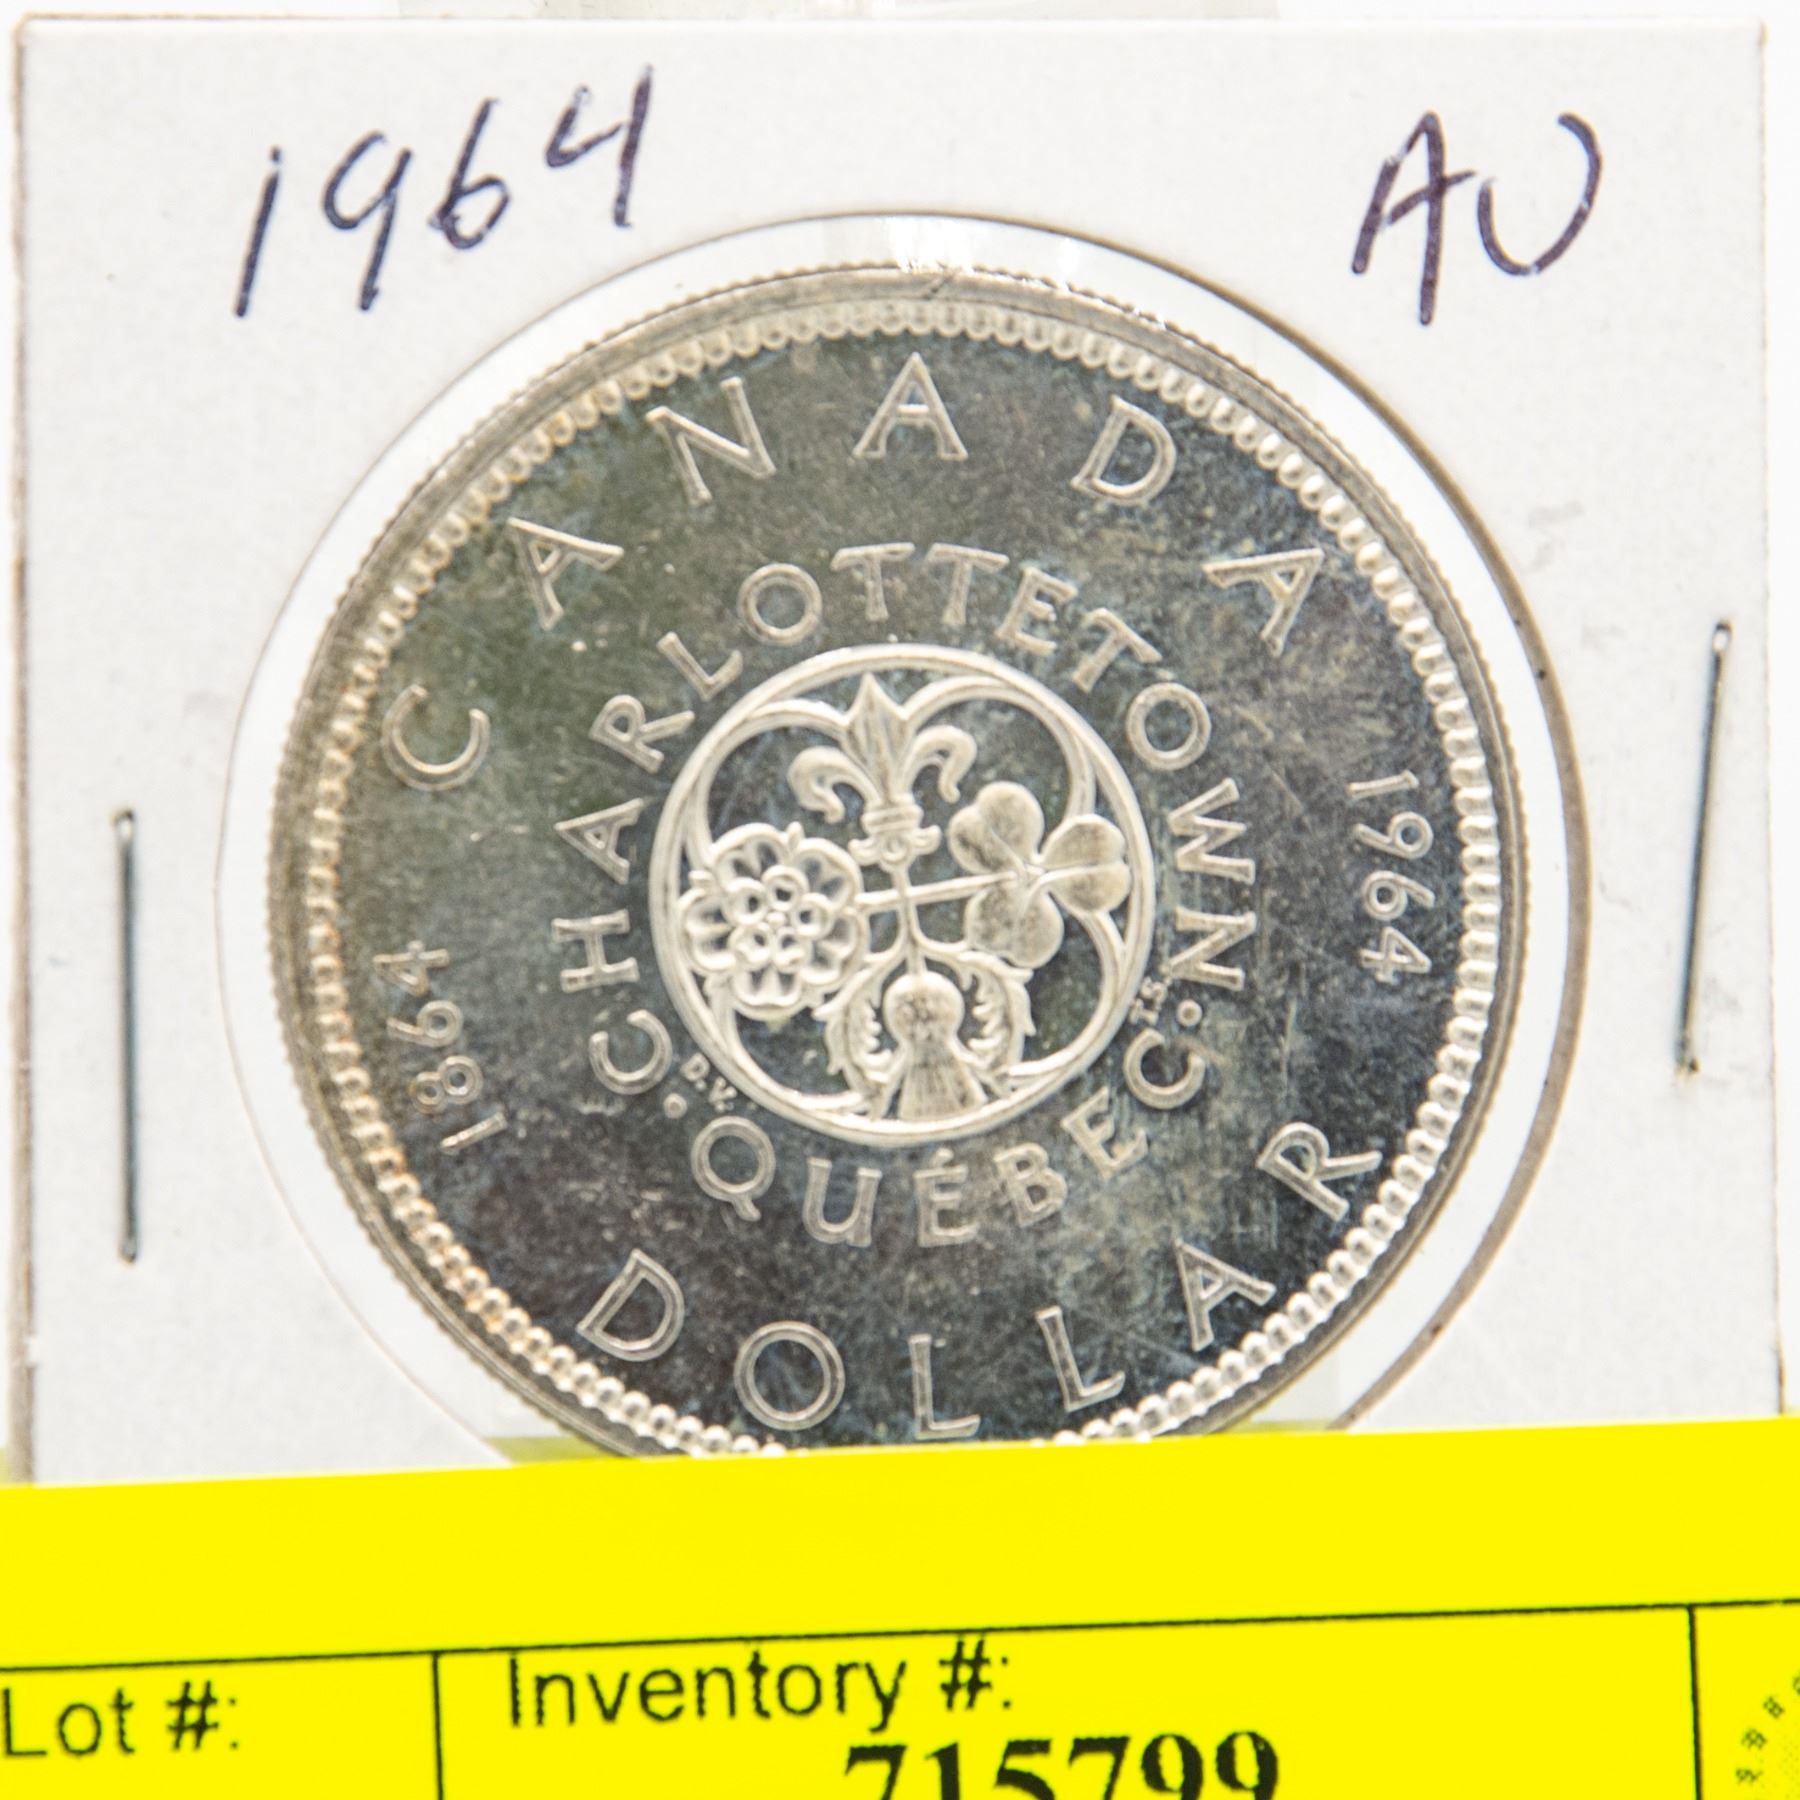 1964 AU
CANADA
CHARLOTTETOWN
1864
1964
D.V.
T.S.
• QUÉBEC •
DOLLAR
Lot #:
Inventory #:
715799